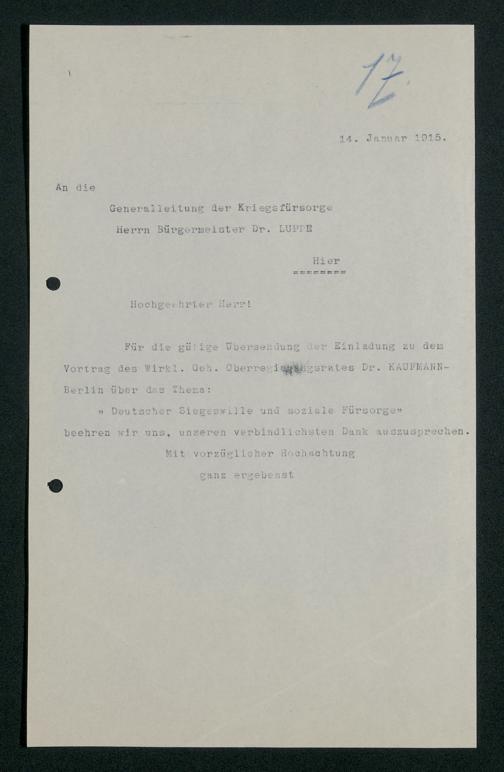 17.
14. Januar 1915.
An die
Generalleitung der Kriegsfürsorge
Herrn Bürgermeister Dr. LUPPE
Hier
========
Hochgeehrter Herr!
Für die gütige Übersendung der Einladung zu dem
Vortrag des Wirkl. Geh. Oberregierungsrates Dr. KAUFMANN-
Berlin über das Thema:
" Deutscher Siegeswille und soziale Fürsorge"
beehren wir uns, unseren verbindlichsten Dank auszusprechen.
Mit vorzüglicher Hochachtung
ganz ergebenst